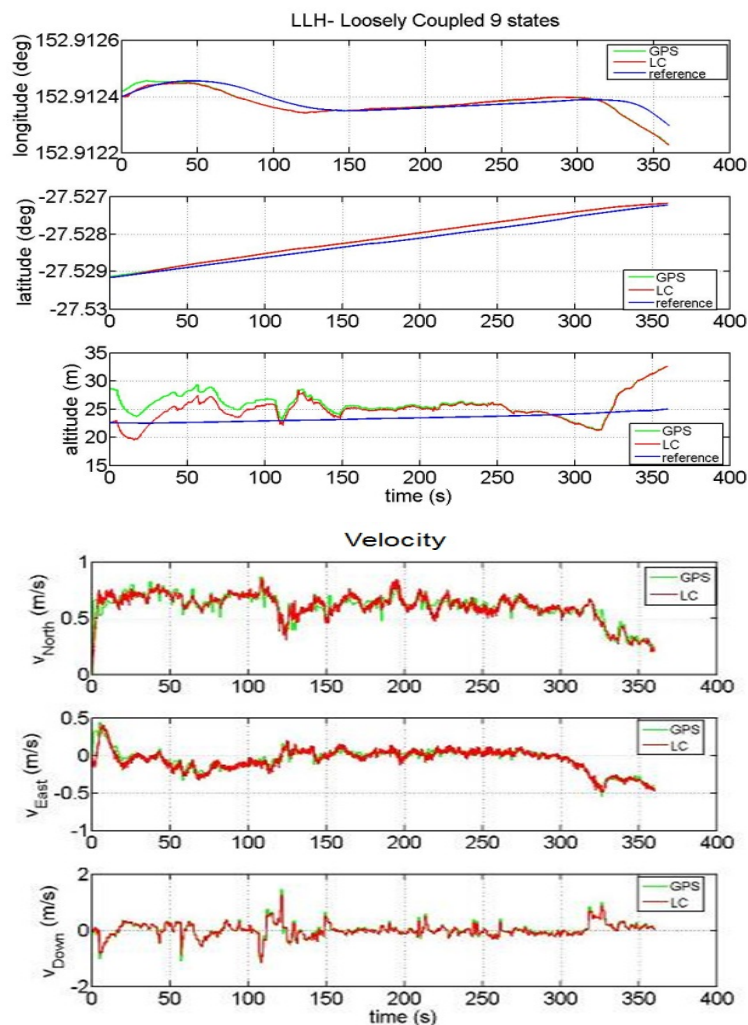 LLH- Loosely Coupled 9 states
longitude (deg)
152.9126
152.9124
152.9122
GPS
LC
reference
0 50 100 150 200 250 300 350 400
latitude (deg)
-27.527
-27.528
-27.529
-27.53
GPS
LC
reference
0 50 100 150 200 250 300 350 400
altitude (m)
35
30
25
20
15
GPS
LC
reference
0 50 100 150 200 250 300 350 400
time (s)
Velocity
vNorth (m/s)
1
0.5
0
GPS
LC
0 50 100 150 200 250 300 350 400
vEast (m/s)
0.5
0
-0.5
-1
GPS
LC
0 50 100 150 200 250 300 350 400
vDown (m/s)
2
0
-2
GPS
LC
0 50 100 150 200 250 300 350 400
time (s)